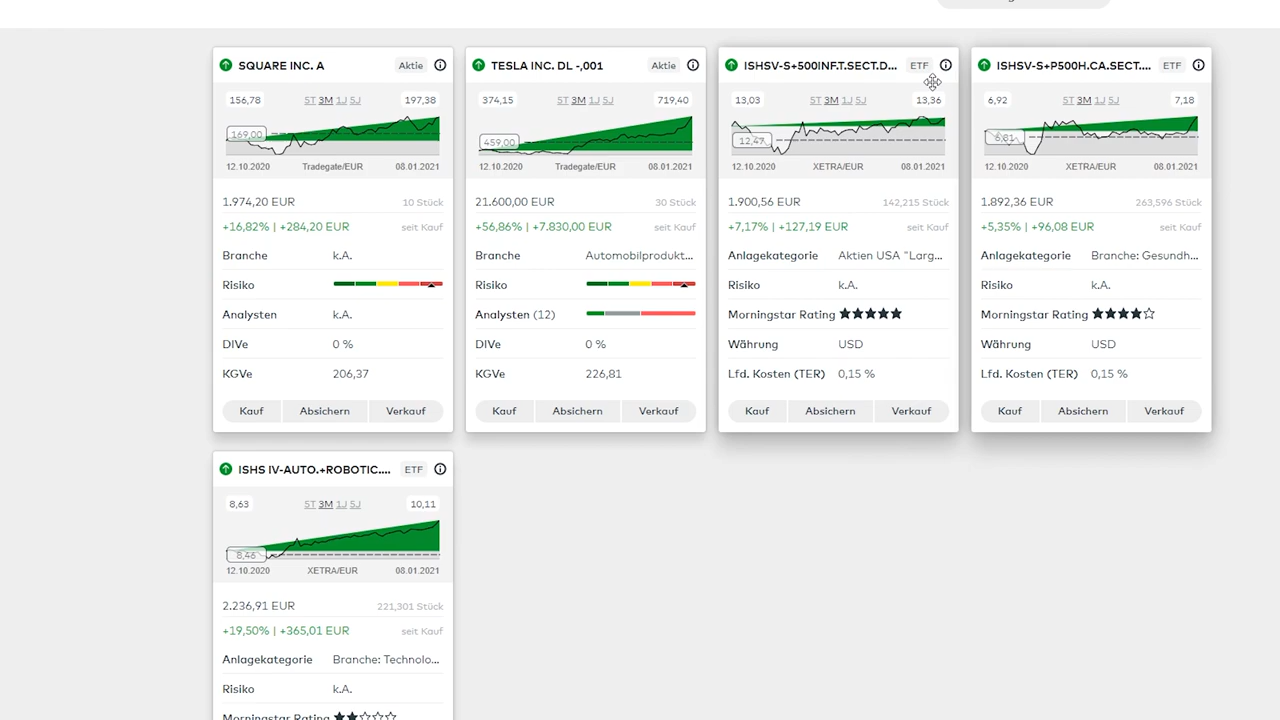 SQUARE INC. A Aktie
156,78 5T 3M 1J 5J 197,38
169,00
12.10.2020 Tradegate/EUR 08.01.2021
1.974,20 EUR 10 Stück
+16,82% | +284,20 EUR seit Kauf
Branche k.A.
Risiko
Analysten k.A.
DIVe 0 %
KGVe 206,37
Kauf Absichern Verkauf
TESLA INC. DL -,001 Aktie
374,15 5T 3M 1J 5J 719,40
459,00
12.10.2020 Tradegate/EUR 08.01.2021
21.600,00 EUR 30 Stück
+56,86% | +7.830,00 EUR seit Kauf
Branche Automobilprodukt...
Risiko
Analysten (12)
DIVe 0 %
KGVe 226,81
Kauf Absichern Verkauf
ISHSV-S+500INF.T.SECT.D... ETF
13,03 5T 3M 1J 5J 13,36
12,47
12.10.2020 XETRA/EUR 08.01.2021
1.900,56 EUR 142,215 Stück
+7,17% | +127,19 EUR seit Kauf
Anlagekategorie Aktien USA "Larg...
Risiko k.A.
Morningstar Rating ★★★★★
Währung USD
Lfd. Kosten (TER) 0,15 %
Kauf Absichern Verkauf
ISHSV-S+P500H.CA.SECT.... ETF
6,92 5T 3M 1J 5J 7,18
6,81
12.10.2020 XETRA/EUR 08.01.2021
1.892,36 EUR 263,596 Stück
+5,35% | +96,08 EUR seit Kauf
Anlagekategorie Branche: Gesundh...
Risiko k.A.
Morningstar Rating ★★★★☆
Währung USD
Lfd. Kosten (TER) 0,15 %
Kauf Absichern Verkauf
ISHS IV-AUTO.+ROBOTIC.... ETF
8,63 5T 3M 1J 5J 10,11
8,46
12.10.2020 XETRA/EUR 08.01.2021
2.236,91 EUR 221,301 Stück
+19,50% | +365,01 EUR seit Kauf
Anlagekategorie Branche: Technolo...
Risiko k.A.
Morningstar Rating ★★☆☆☆